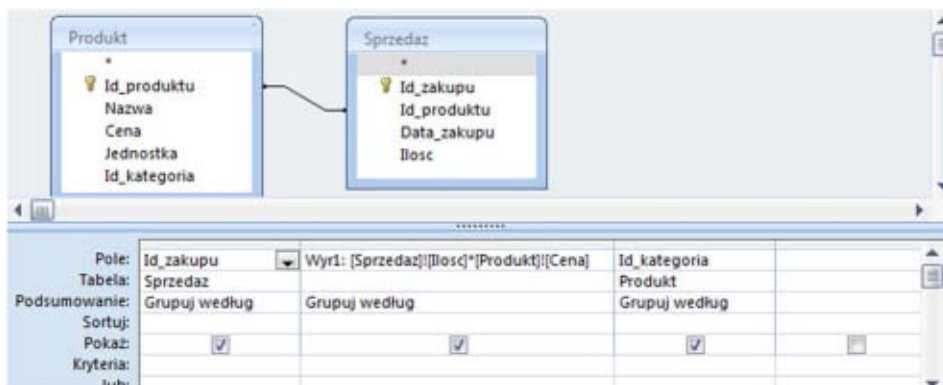 Produkt
*
Id_produktu
Nazwa
Cena
Jednostka
Id_kategoria
Sprzedaz
*
Id_zakupu
Id_produktu
Data_zakupu
Ilosc
Pole: Id_zakupu Wyr1: [Sprzedaz]![Ilosc]*[Produkt]![Cena] Id_kategoria
Tabela: Sprzedaz Produkt
Podsumowanie: Grupuj według Grupuj według Grupuj według
Sortuj:
Pokaż:
Kryteria:
lub: